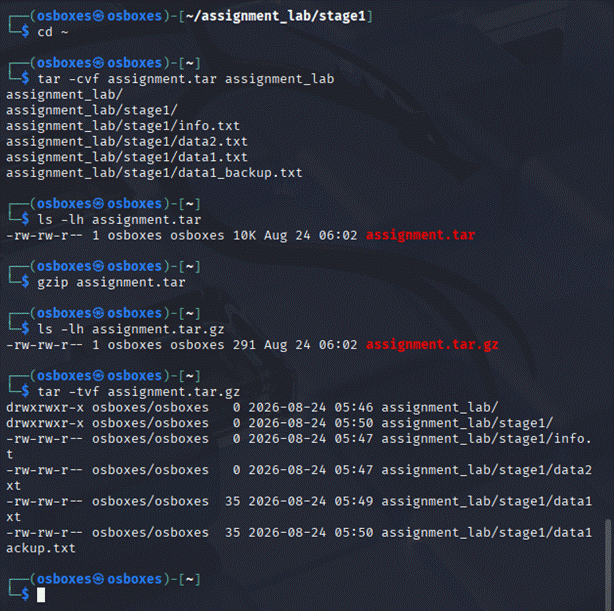 ┌──(osboxes㉿osboxes)-[~/assignment_lab/stage1]
└─$ cd ~
┌──(osboxes㉿osboxes)-[~]
└─$ tar -cvf assignment.tar assignment_lab
assignment_lab/
assignment_lab/stage1/
assignment_lab/stage1/info.txt
assignment_lab/stage1/data2.txt
assignment_lab/stage1/data1.txt
assignment_lab/stage1/data1_backup.txt
┌──(osboxes㉿osboxes)-[~]
└─$ ls -lh assignment.tar
-rw-rw-r-- 1 osboxes osboxes 10K Aug 24 06:02 assignment.tar
┌──(osboxes㉿osboxes)-[~]
└─$ gzip assignment.tar
┌──(osboxes㉿osboxes)-[~]
└─$ ls -lh assignment.tar.gz
-rw-rw-r-- 1 osboxes osboxes 291 Aug 24 06:02 assignment.tar.gz
┌──(osboxes㉿osboxes)-[~]
└─$ tar -tvf assignment.tar.gz
drwxrwxr-x osboxes/osboxes   0 2026-08-24 05:46 assignment_lab/
drwxrwxr-x osboxes/osboxes   0 2026-08-24 05:50 assignment_lab/stage1/
-rw-rw-r-- osboxes/osboxes   0 2026-08-24 05:47 assignment_lab/stage1/info.
t
-rw-rw-r-- osboxes/osboxes   0 2026-08-24 05:47 assignment_lab/stage1/data2
xt
-rw-rw-r-- osboxes/osboxes  35 2026-08-24 05:49 assignment_lab/stage1/data1
xt
-rw-rw-r-- osboxes/osboxes  35 2026-08-24 05:50 assignment_lab/stage1/data1
ackup.txt
┌──(osboxes㉿osboxes)-[~]
└─$